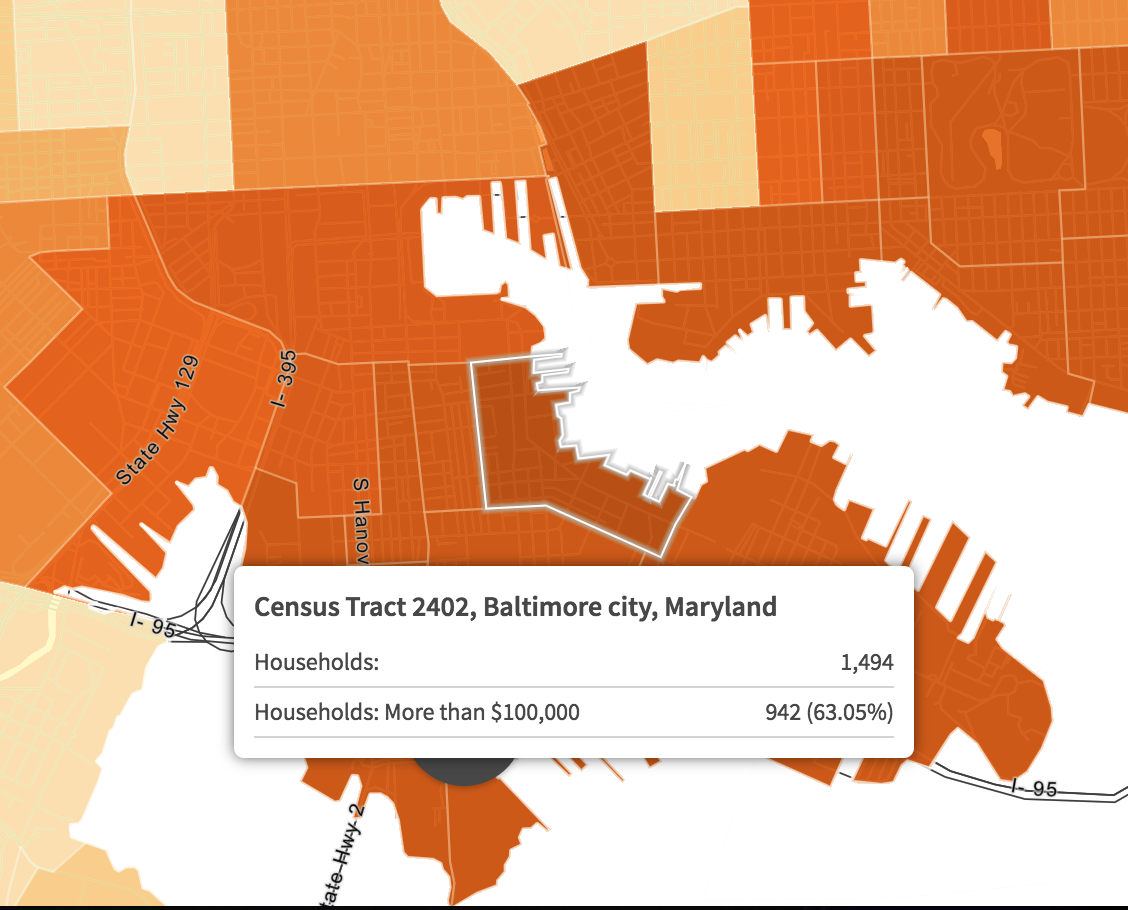 State Hwy 129
I- 395
S Hanov
I- 95
Census Tract 2402, Baltimore city, Maryland
Households: 1,494
Households: More than $100,000 942 (63.05%)
I- 95
tate Hwy 2